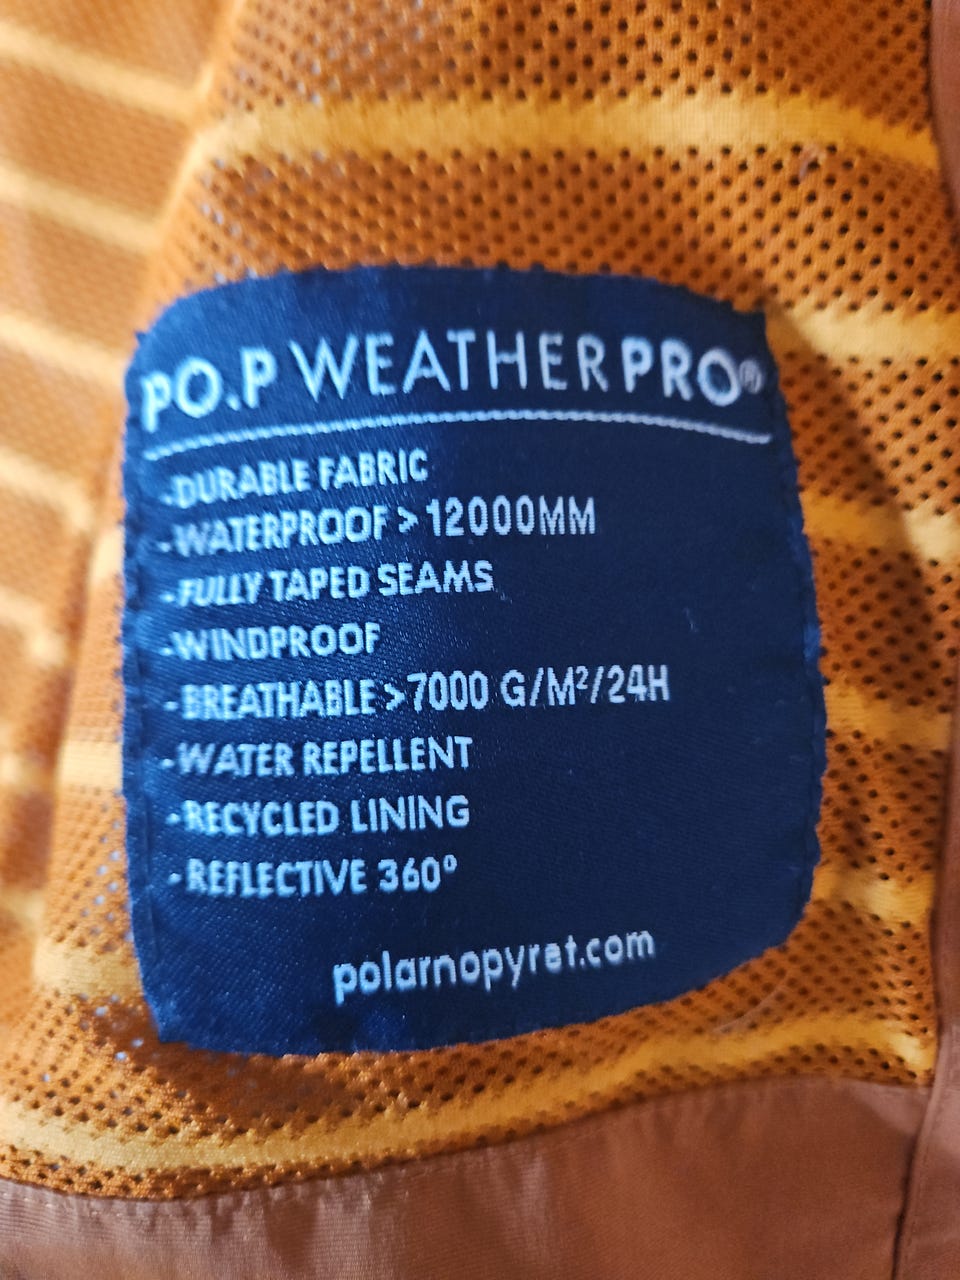 PO.P WEATHERPRO®
-DURABLE FABRIC
-WATERPROOF >12000MM
-FULLY TAPED SEAMS
-WINDPROOF
-BREATHABLE >7000 G/M²/24H
-WATER REPELLENT
-RECYCLED LINING
-REFLECTIVE 360°
polarnopyret.com